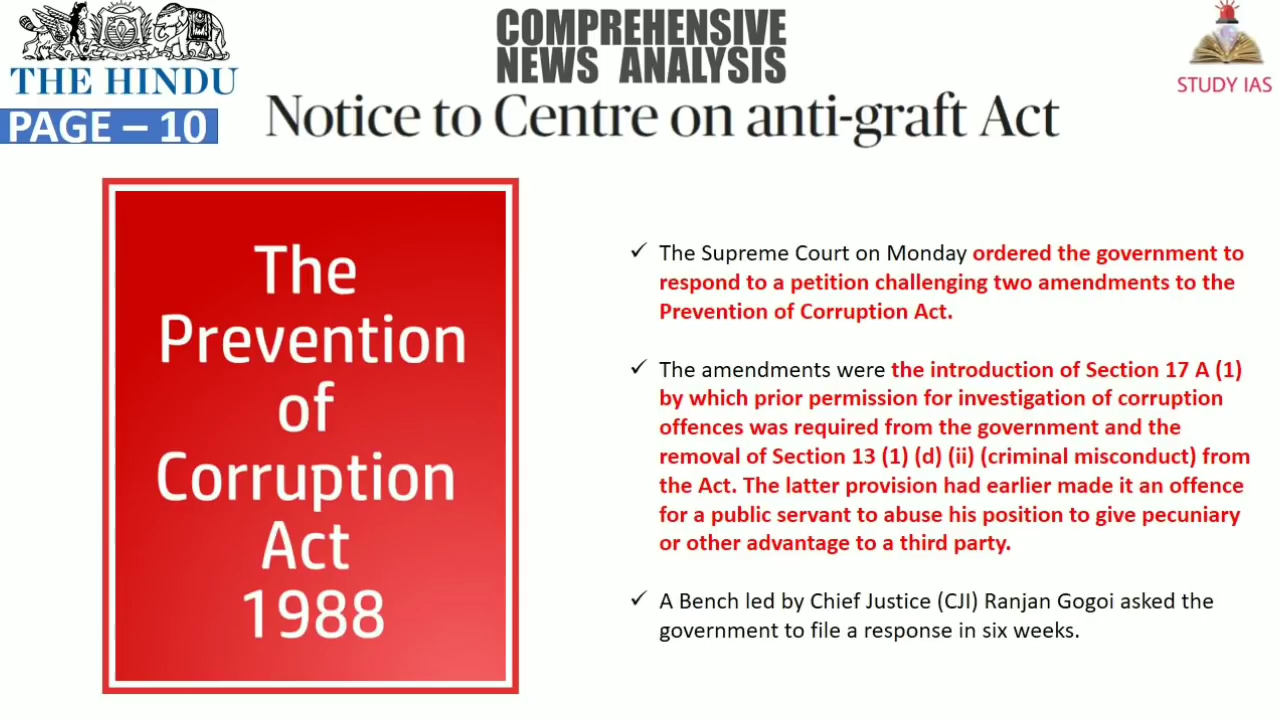 THE HINDU
PAGE – 10
COMPREHENSIVE
NEWS ANALYSIS
STUDY IAS
Notice to Centre on anti-graft Act
The
Prevention
of
Corruption
Act
1988
✓ The Supreme Court on Monday ordered the government to
respond to a petition challenging two amendments to the
Prevention of Corruption Act.
✓ The amendments were the introduction of Section 17 A (1)
by which prior permission for investigation of corruption
offences was required from the government and the
removal of Section 13 (1) (d) (ii) (criminal misconduct) from
the Act. The latter provision had earlier made it an offence
for a public servant to abuse his position to give pecuniary
or other advantage to a third party.
✓ A Bench led by Chief Justice (CJI) Ranjan Gogoi asked the
government to file a response in six weeks.